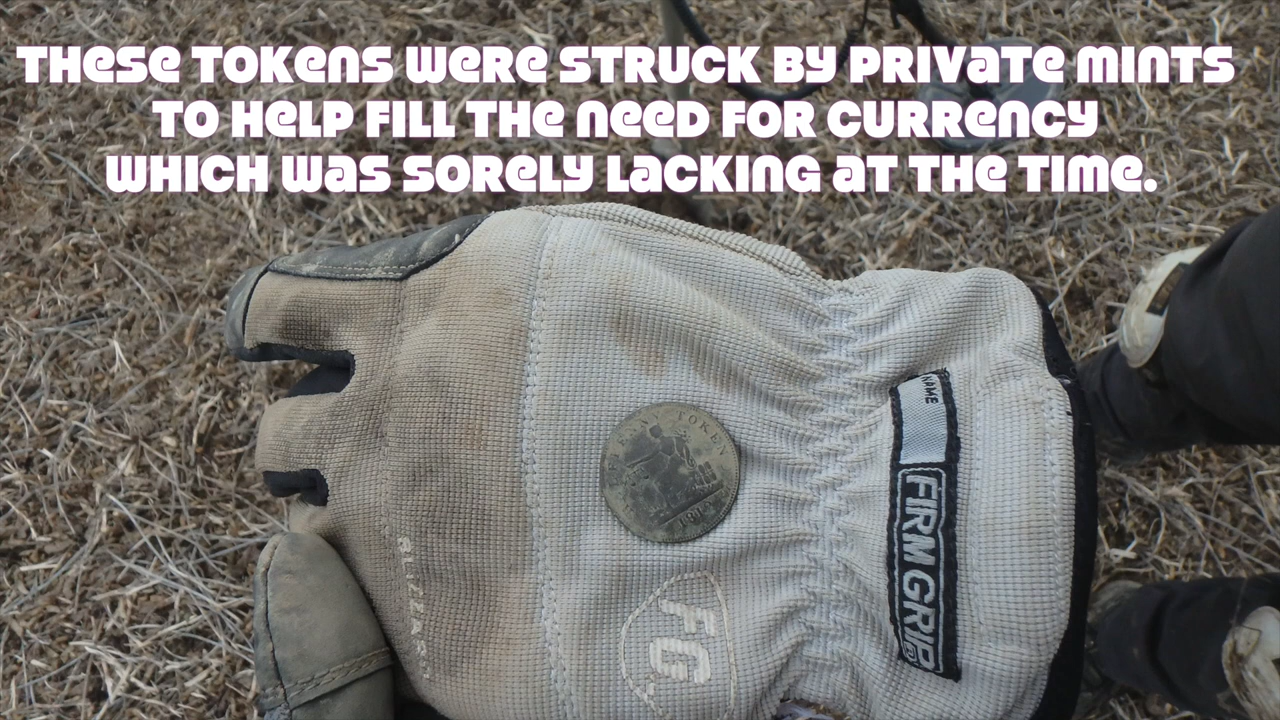 THESE TOKENS WERE STRUCK BY PRIVATE MINTS
TO HELP FILL THE NEED FOR CURRENCY
WHICH WAS SORELY LACKING AT THE TIME.
TOKEN
NAME
FIRM GRIP
FG